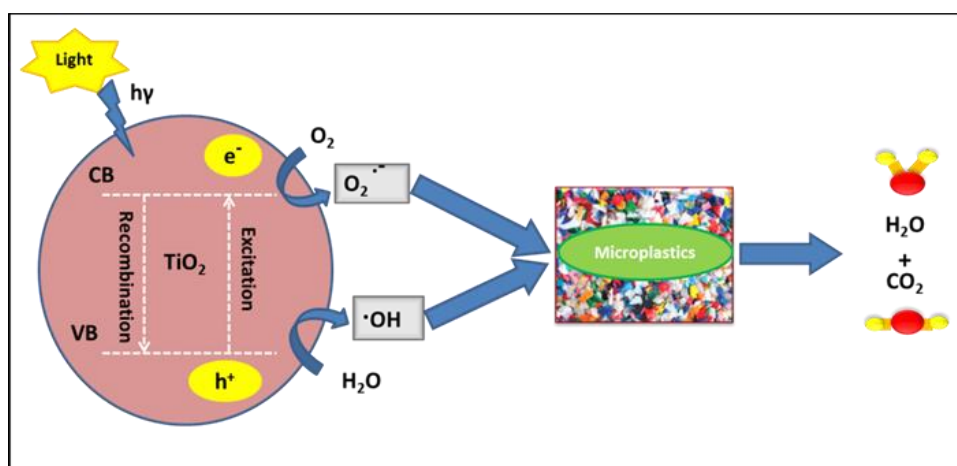 Light
hγ
CB
e⁻
O₂
O₂˙⁻
Recombination
TiO₂
Excitation
VB
h⁺
˙OH
H₂O
Microplastics
H₂O
+
CO₂